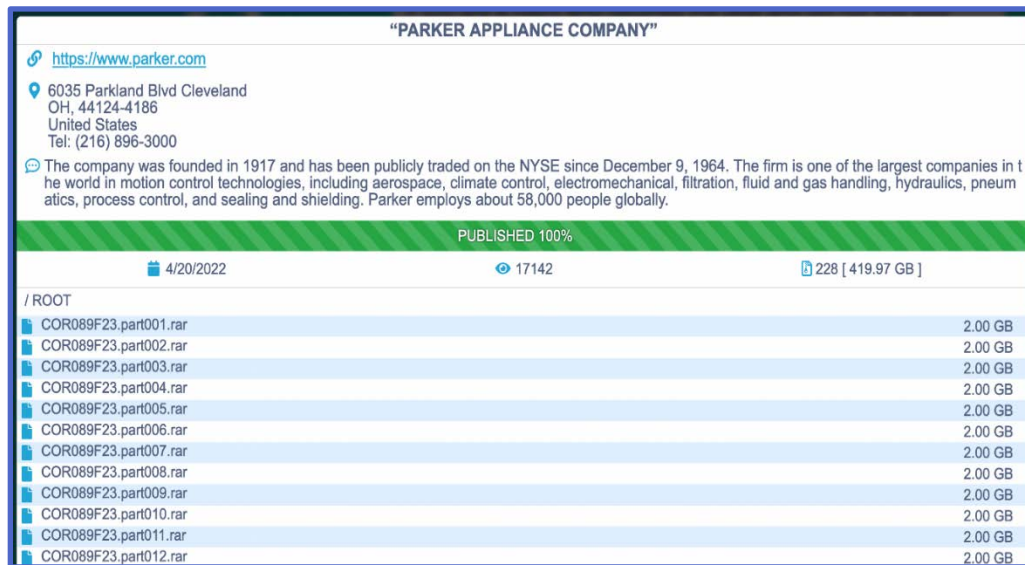 “PARKER APPLIANCE COMPANY”
https://www.parker.com
6035 Parkland Blvd Cleveland
OH, 44124-4186
United States
Tel: (216) 896-3000
The company was founded in 1917 and has been publicly traded on the NYSE since December 9, 1964. The firm is one of the largest companies in t
he world in motion control technologies, including aerospace, climate control, electromechanical, filtration, fluid and gas handling, hydraulics, pneum
atics, process control, and sealing and shielding. Parker employs about 58,000 people globally.
PUBLISHED 100%
4/20/2022 17142 228 [ 419.97 GB ]
/ ROOT
COR089F23.part001.rar 2.00 GB
COR089F23.part002.rar 2.00 GB
COR089F23.part003.rar 2.00 GB
COR089F23.part004.rar 2.00 GB
COR089F23.part005.rar 2.00 GB
COR089F23.part006.rar 2.00 GB
COR089F23.part007.rar 2.00 GB
COR089F23.part008.rar 2.00 GB
COR089F23.part009.rar 2.00 GB
COR089F23.part010.rar 2.00 GB
COR089F23.part011.rar 2.00 GB
COR089F23.part012.rar 2.00 GB